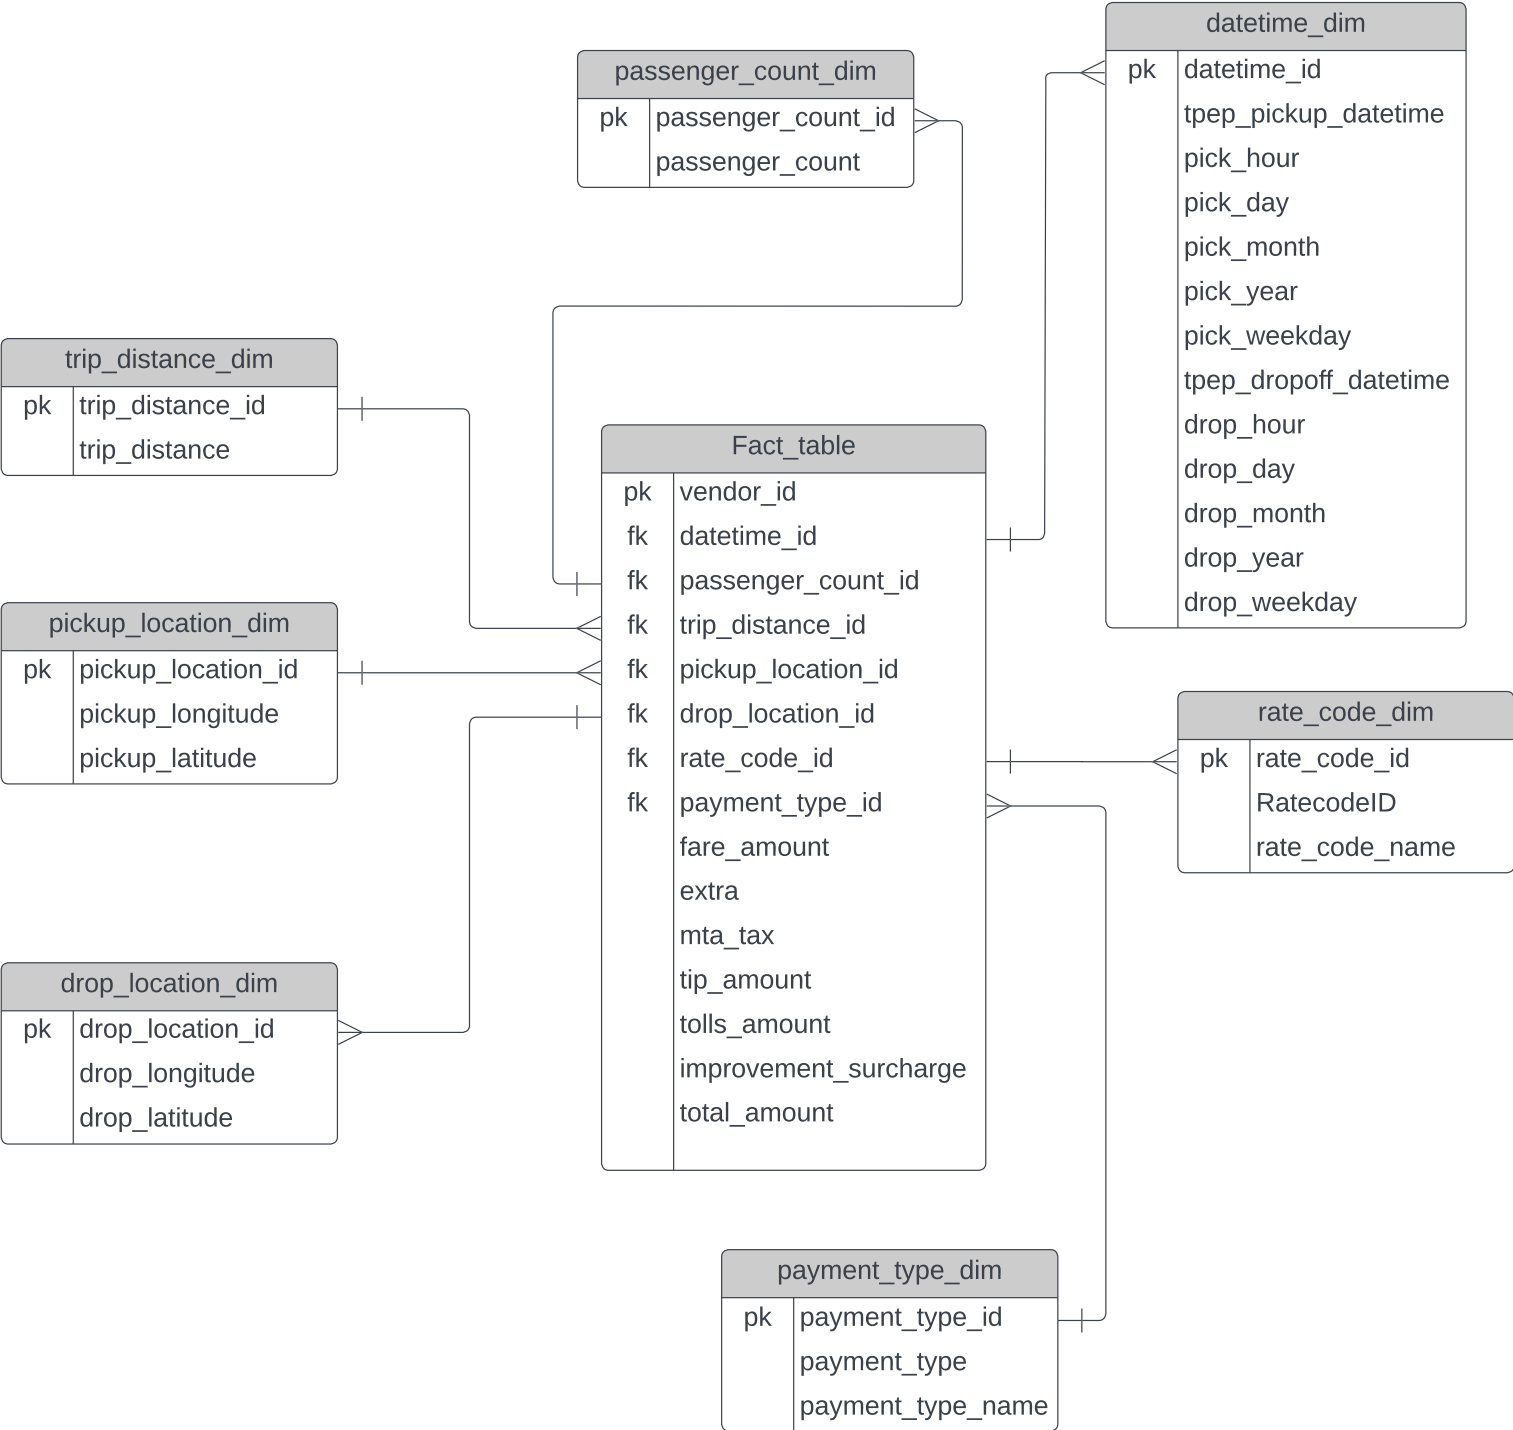 datetime_dim
pk datetime_id
tpep_pickup_datetime
pick_hour
pick_day
pick_month
pick_year
pick_weekday
tpep_dropoff_datetime
drop_hour
drop_day
drop_month
drop_year
drop_weekday
passenger_count_dim
pk passenger_count_id
passenger_count
trip_distance_dim
pk trip_distance_id
trip_distance
Fact_table
pk vendor_id
fk datetime_id
fk passenger_count_id
fk trip_distance_id
fk pickup_location_id
fk drop_location_id
fk rate_code_id
fk payment_type_id
fare_amount
extra
mta_tax
tip_amount
tolls_amount
improvement_surcharge
total_amount
pickup_location_dim
pk pickup_location_id
pickup_longitude
pickup_latitude
rate_code_dim
pk rate_code_id
RatecodeID
rate_code_name
drop_location_dim
pk drop_location_id
drop_longitude
drop_latitude
payment_type_dim
pk payment_type_id
payment_type
payment_type_name